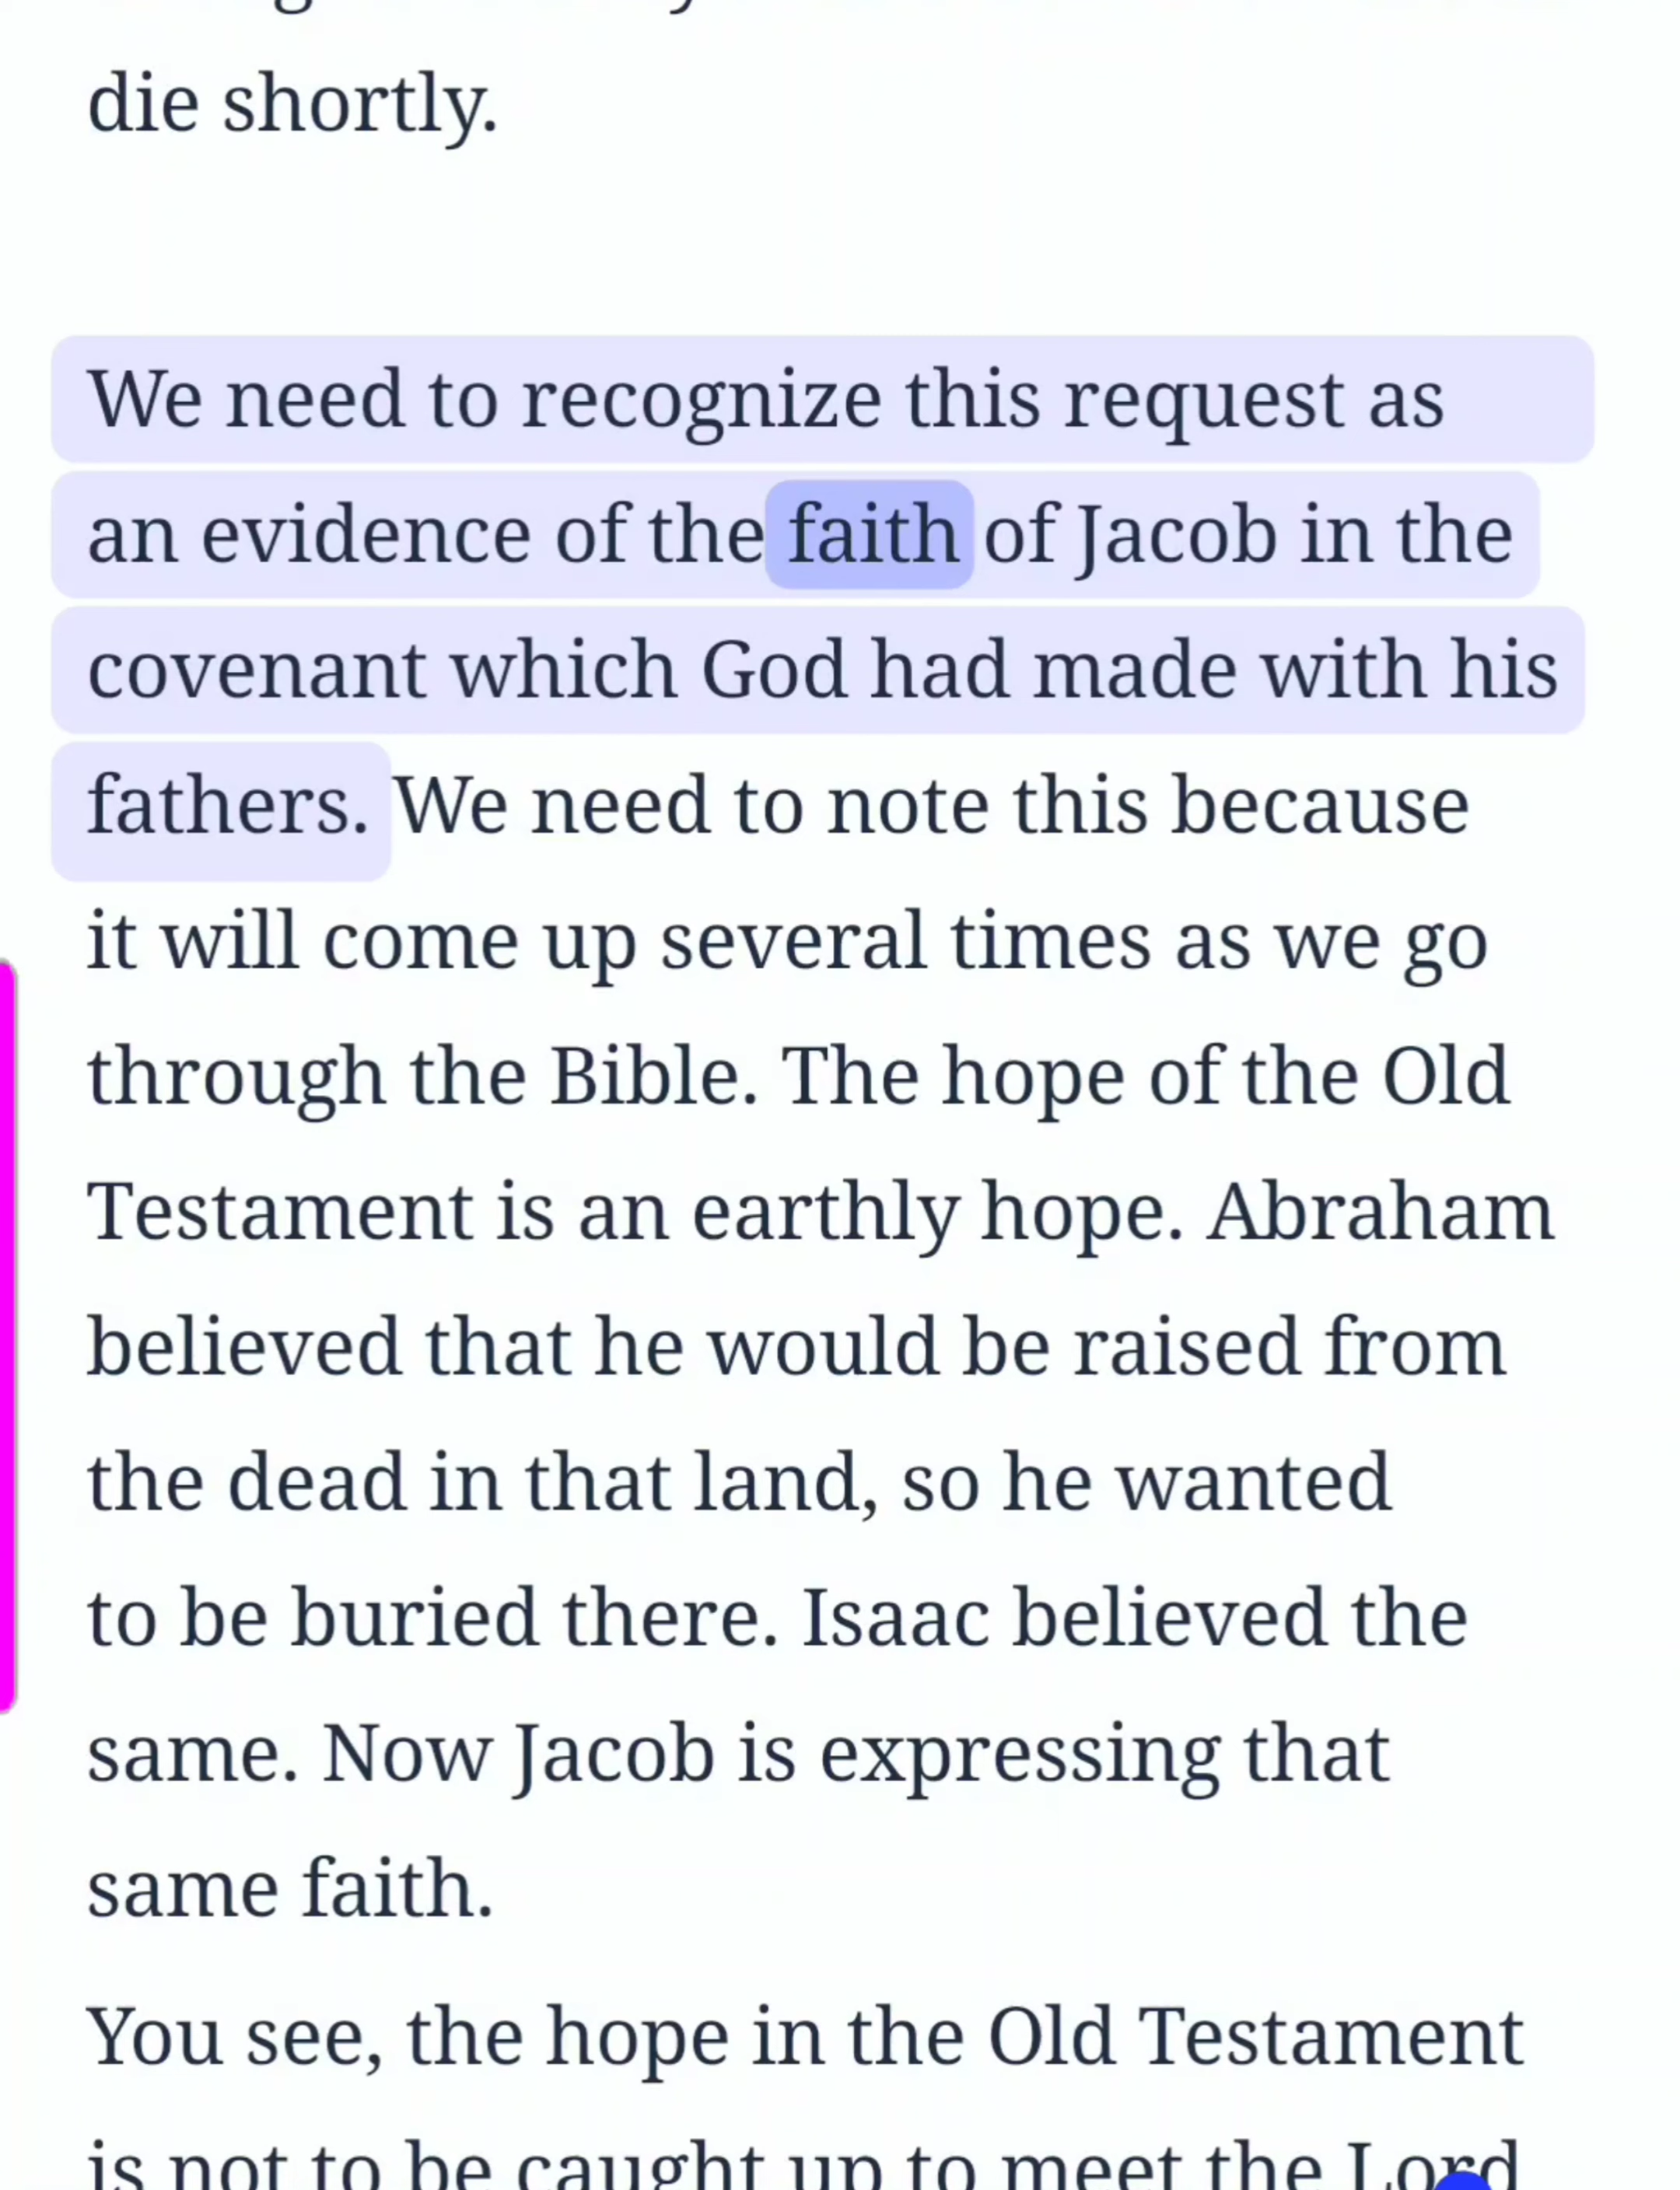 die shortly.
We need to recognize this request as
an evidence of the faith of Jacob in the
covenant which God had made with his
fathers. We need to note this because
it will come up several times as we go
through the Bible. The hope of the Old
Testament is an earthly hope. Abraham
believed that he would be raised from
the dead in that land, so he wanted
to be buried there. Isaac believed the
same. Now Jacob is expressing that
same faith.
You see, the hope in the Old Testament
is not to be caught up to meet the Lord